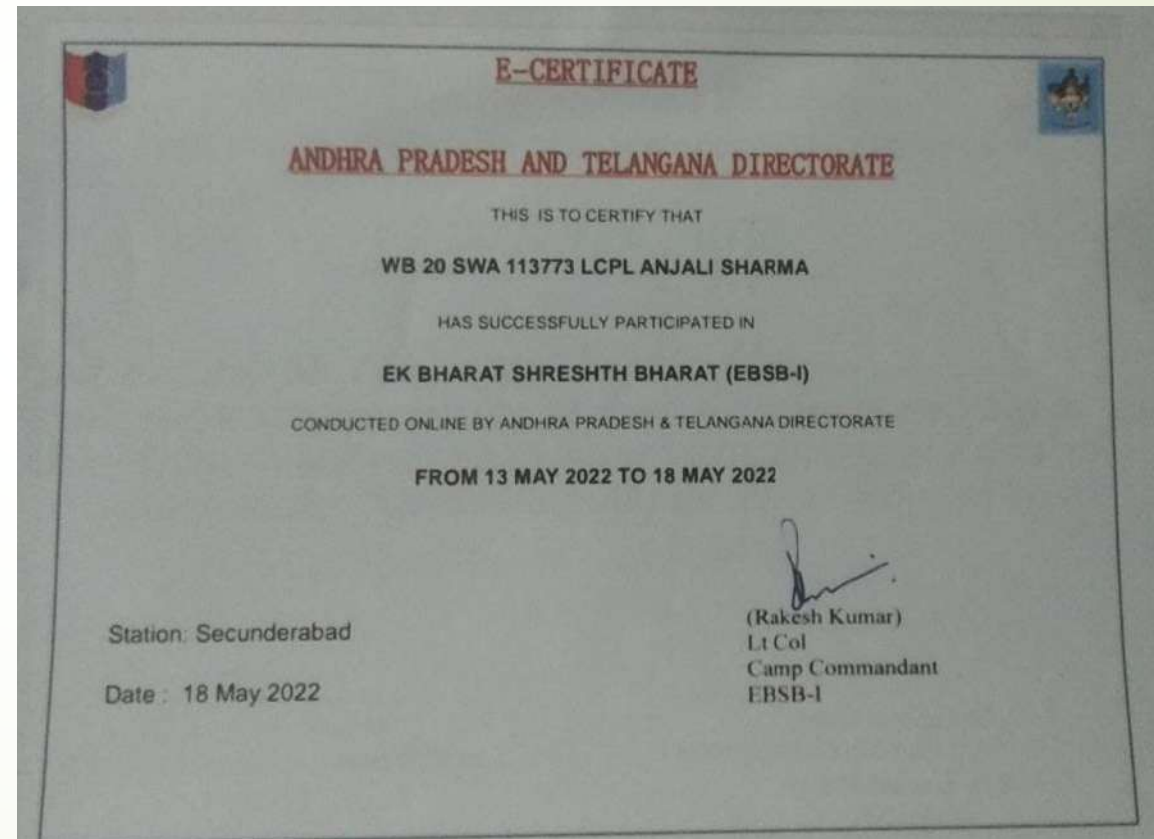 E-CERTIFICATE
ANDHRA PRADESH AND TELANGANA DIRECTORATE
THIS IS TO CERTIFY THAT
WB 20 SWA 113773 LCPL ANJALI SHARMA
HAS SUCCESSFULLY PARTICIPATED IN
EK BHARAT SHRESHTH BHARAT (EBSB-I)
CONDUCTED ONLINE BY ANDHRA PRADESH & TELANGANA DIRECTORATE
FROM 13 MAY 2022 TO 18 MAY 2022
(Rakesh Kumar)
Station: Secunderabad
Lt Col
Camp Commandant
Date : 18 May 2022
EBSB-I